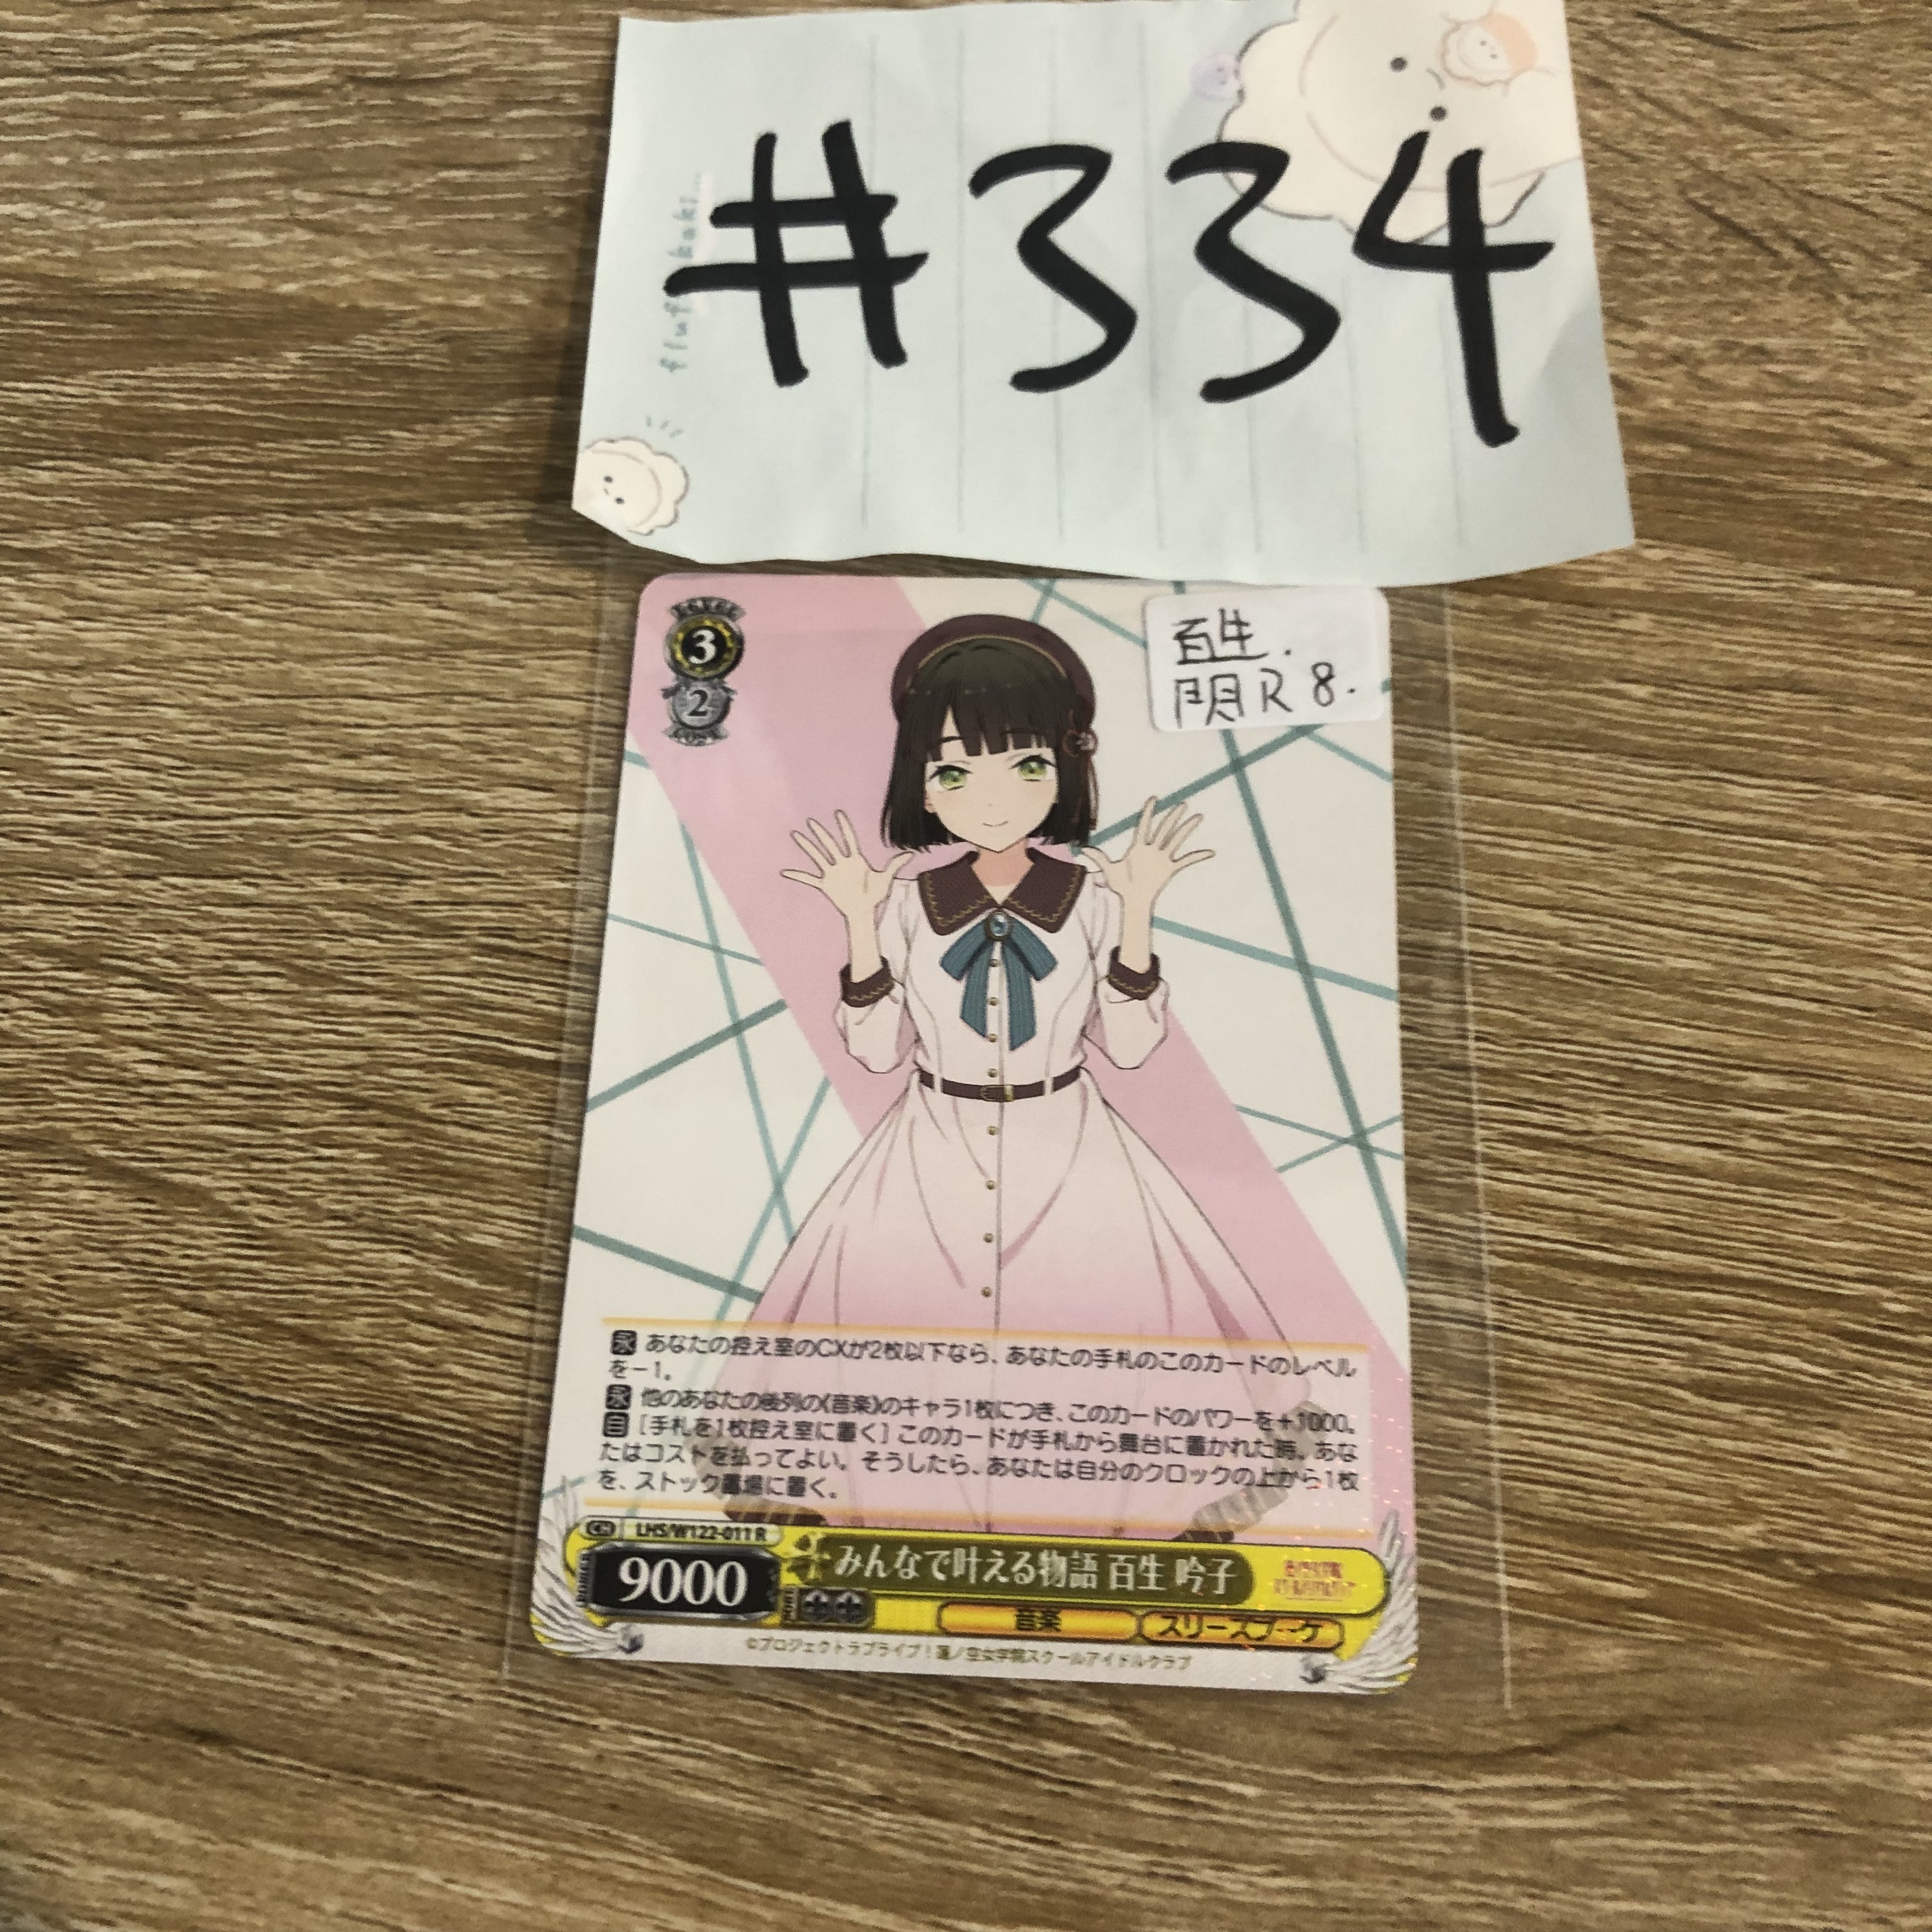 #334
百生.
閃R 8.
3
2
永 あなたの控え室のCXが2枚以下なら、あなたの手札のこのカードのレベル
を－1。
永 他のあなたの後列の《音楽》のキャラ1枚につき、このカードのパワーを＋1000。
自 [手札を1枚控え室に置く] このカードが手札から舞台に置かれた時、あな
たはコストを払ってよい。そうしたら、あなたは自分のクロックの上から1枚
を、ストック置場に置く。
CH LHS/W122-011 R
9000
みんなで叶える物語 百生 吟子
音楽 スリーズブーケ
©プロジェクトラブライブ！蓮ノ空女学院スクールアイドルクラブ